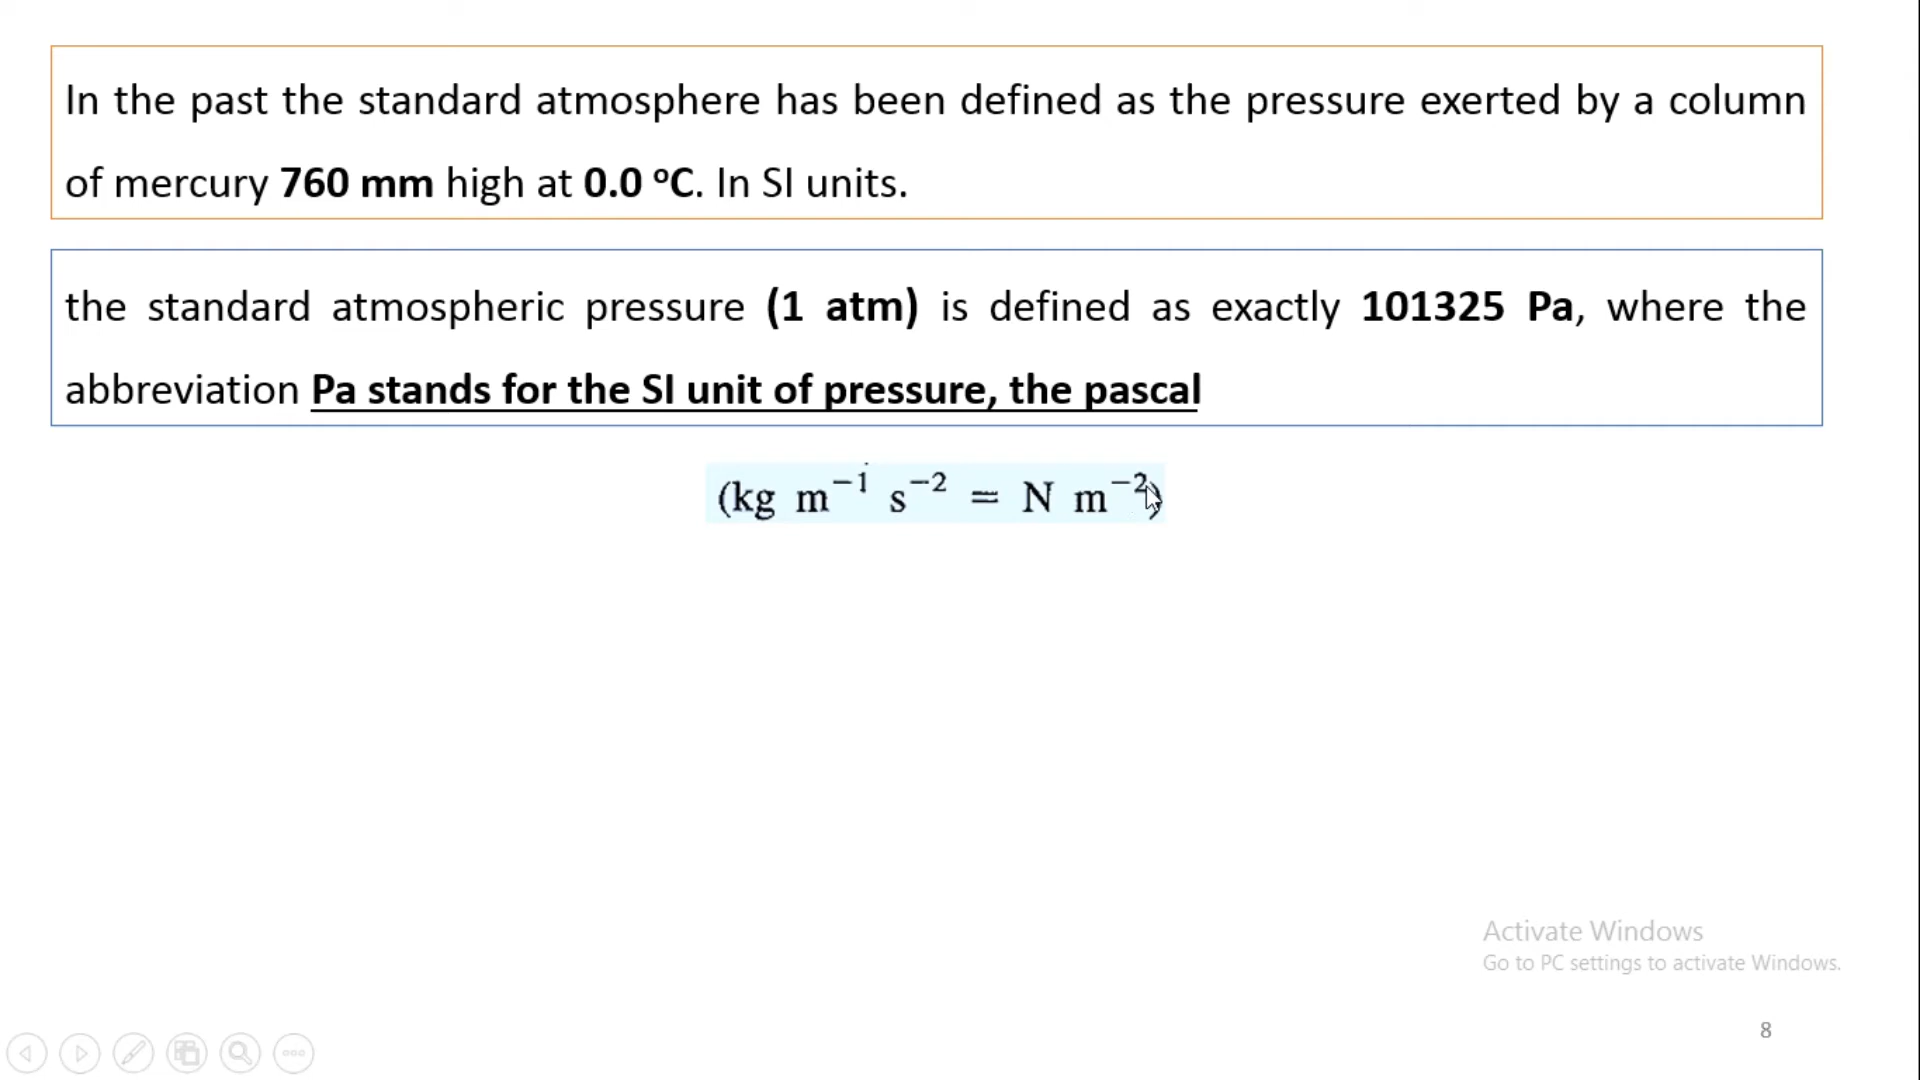 In the past the standard atmosphere has been defined as the pressure exerted by a column
of mercury 760 mm high at 0.0 ºC. In SI units.
the standard atmospheric pressure (1 atm) is defined as exactly 101325 Pa, where the
abbreviation Pa stands for the SI unit of pressure, the pascal
(kg m⁻¹ s⁻² = N m⁻²)
Activate Windows
Go to PC settings to activate Windows.
8